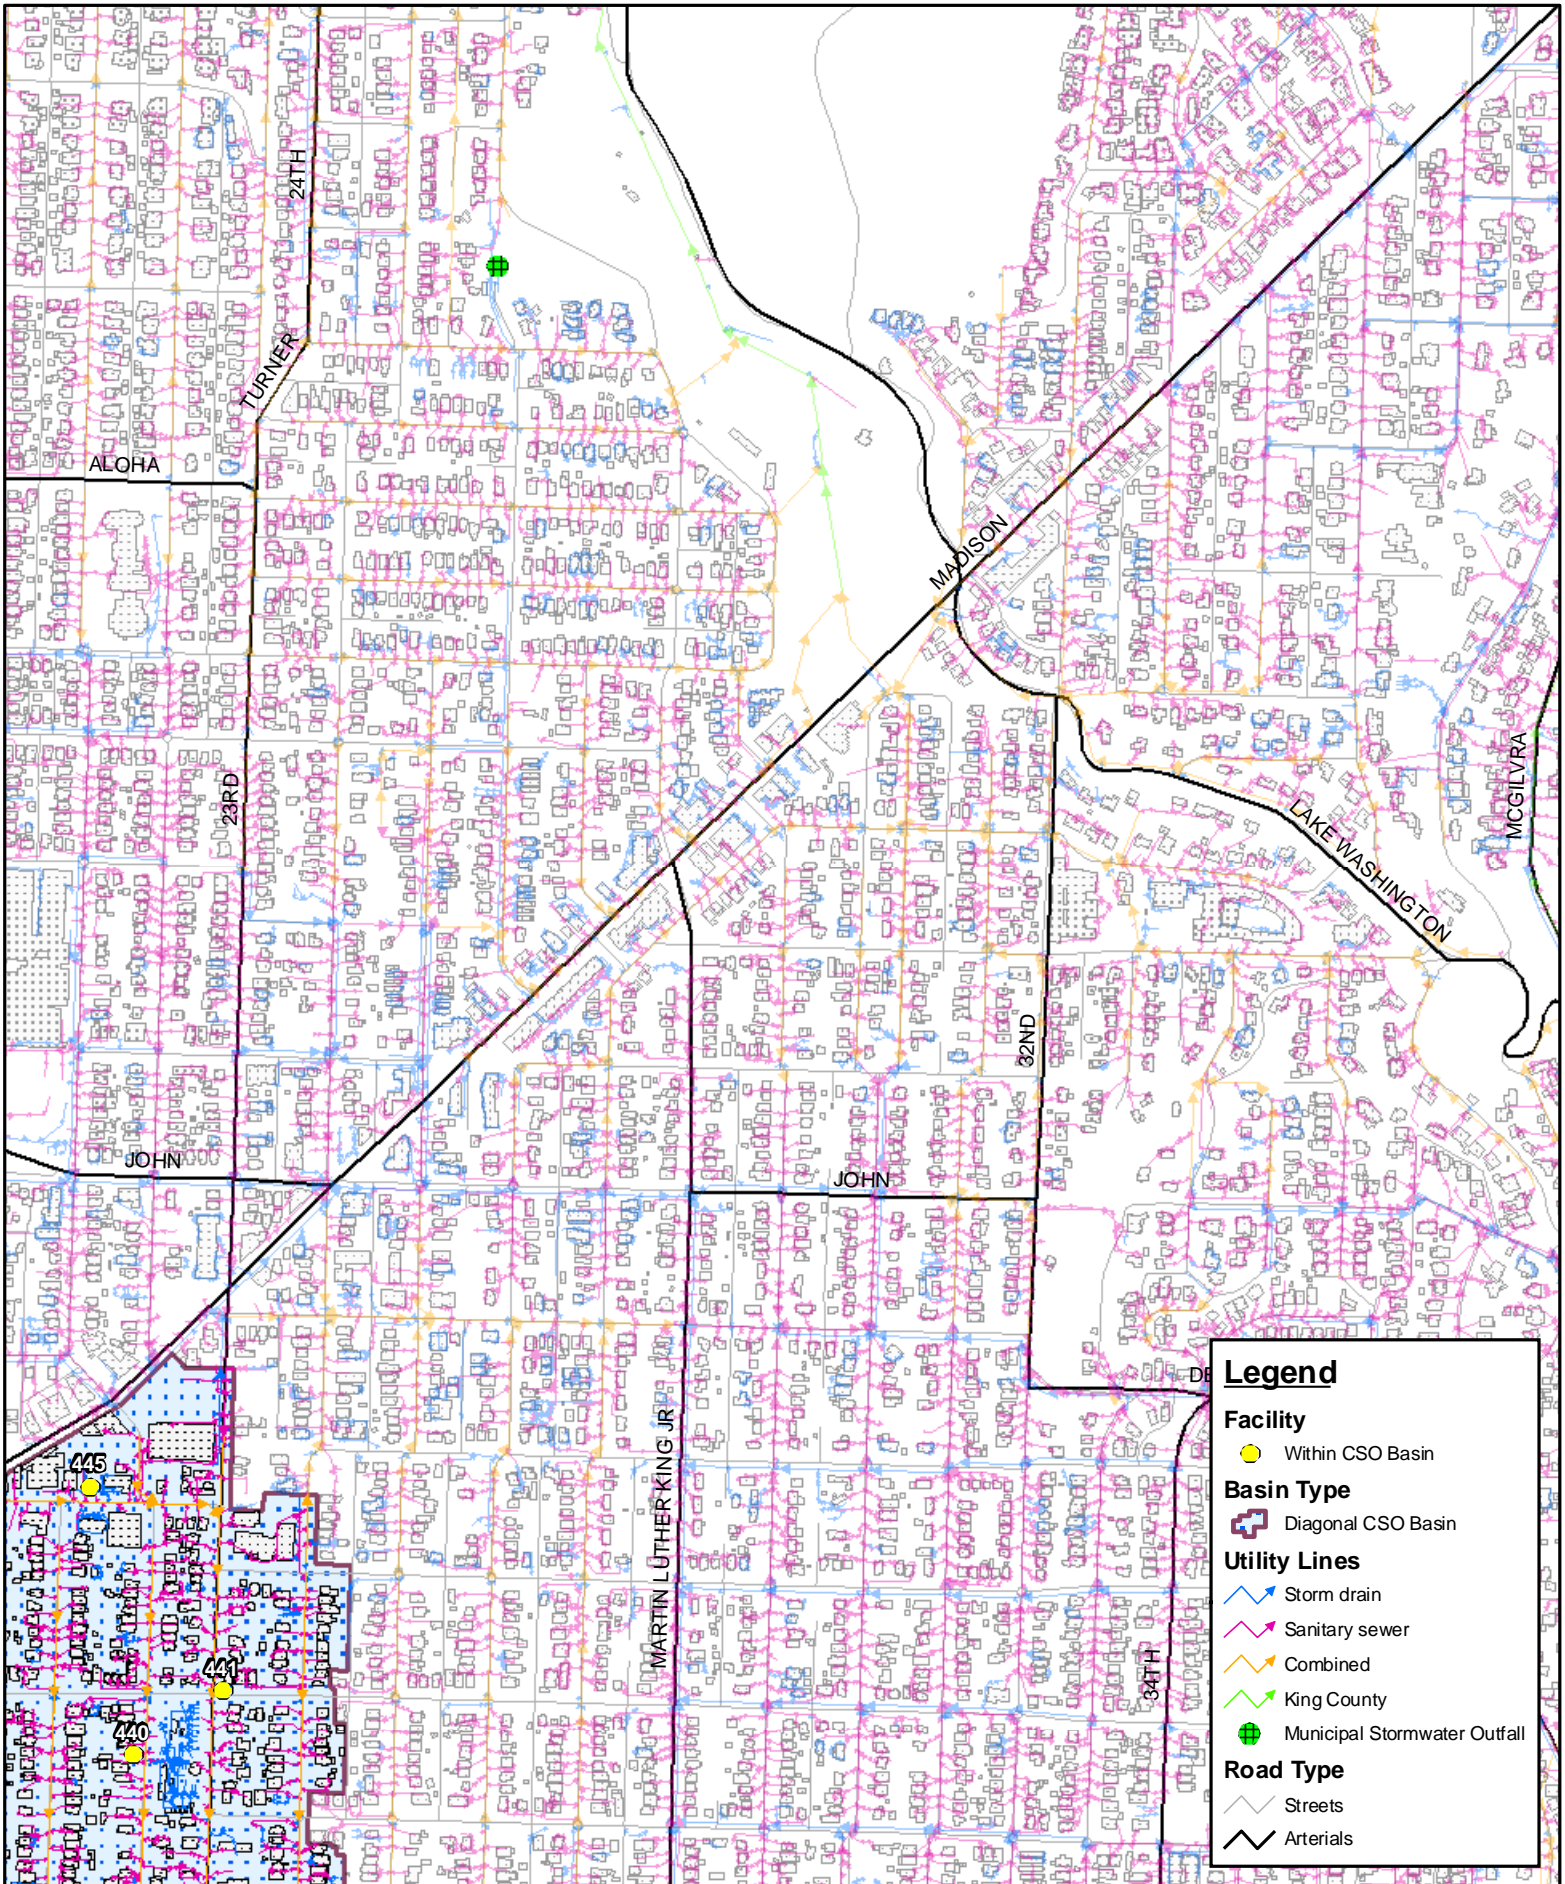 24TH
TURNER
ALOHA
MADISON
23RD
MCGILVRA
LAKE WASHINGTON
32ND
JOHN
JOHN
MARTIN LUTHER KING JR
34TH
DE
445
441
440
Legend
Facility
Within CSO Basin
Basin Type
Diagonal CSO Basin
Utility Lines
Storm drain
Sanitary sewer
Combined
King County
Municipal Stormwater Outfall
Road Type
Streets
Arterials